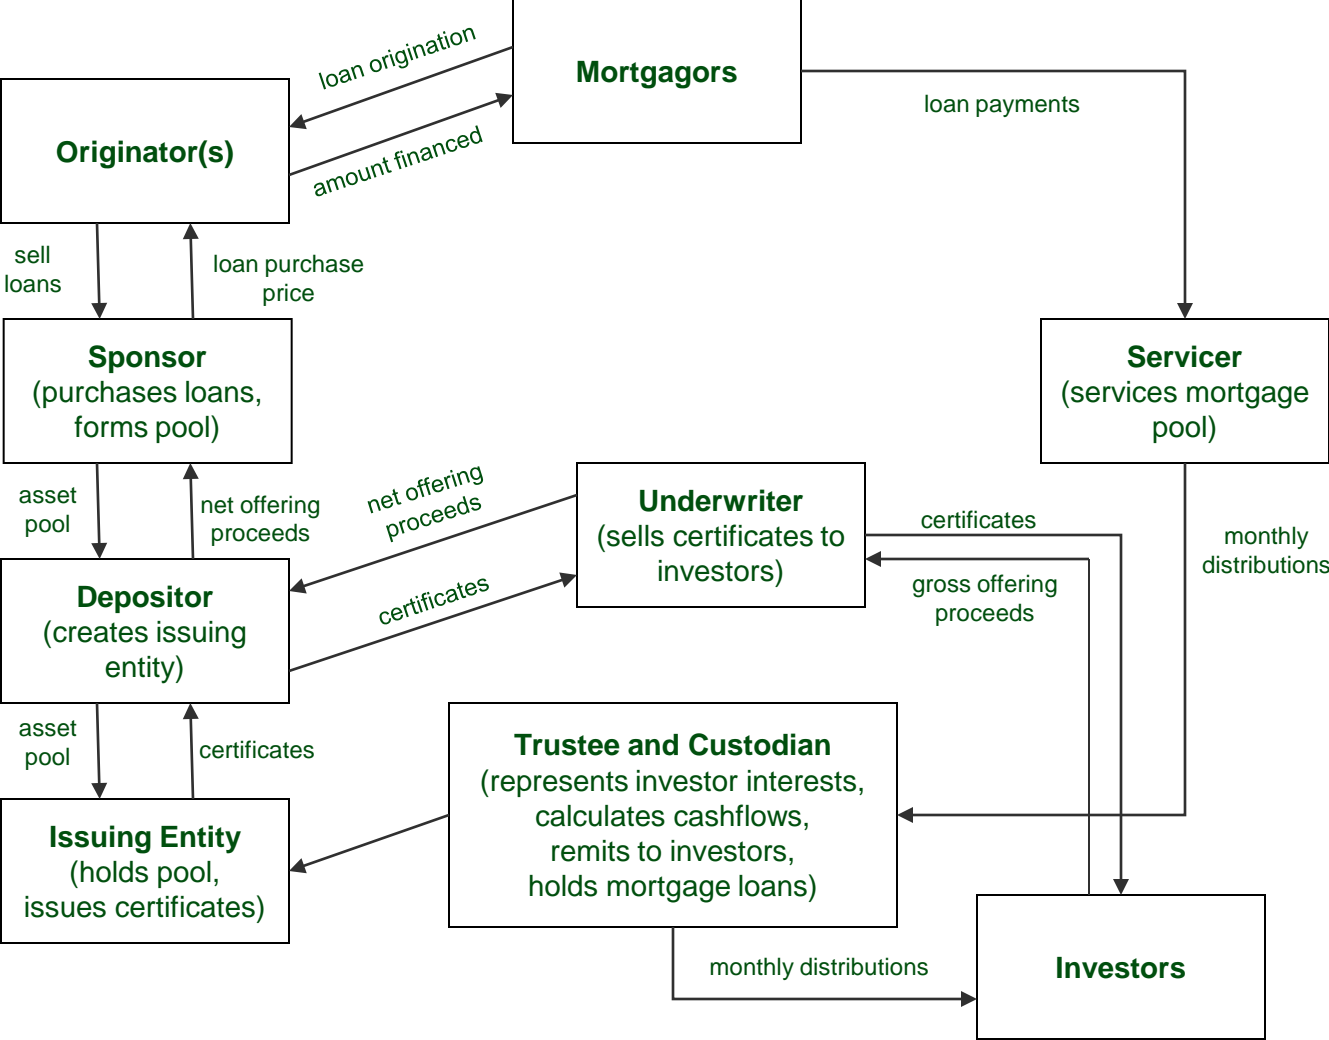 loan origination
Mortgagors
loan payments
Originator(s)
amount financed
sell
loans
loan purchase
price
Sponsor
(purchases loans,
forms pool)
Servicer
(services mortgage
pool)
asset
pool
net offering
proceeds
net offering
proceeds
Underwriter
(sells certificates to
investors)
certificates
gross offering
proceeds
monthly
distributions
Depositor
(creates issuing
entity)
certificates
asset
pool
certificates
Trustee and Custodian
(represents investor interests,
calculates cashflows,
remits to investors,
holds mortgage loans)
Issuing Entity
(holds pool,
issues certificates)
monthly distributions
Investors